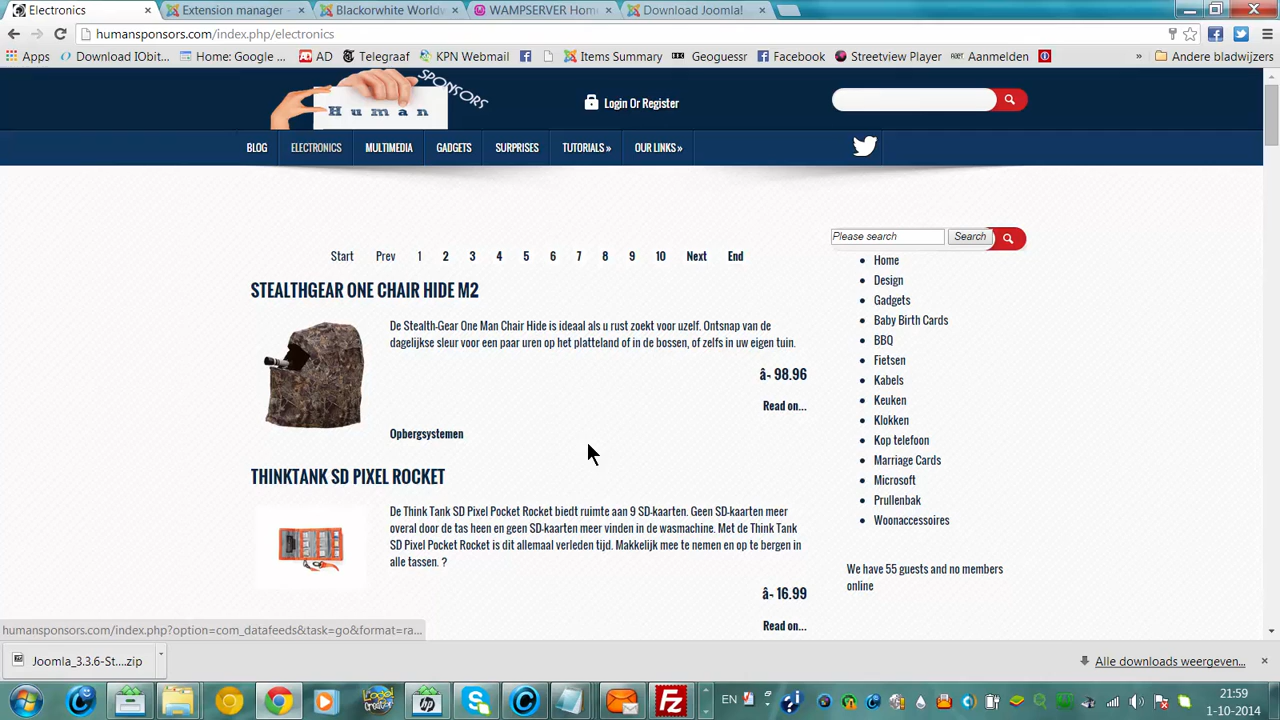 Electronics
Extension manager -
Blackorwhite Worldw
WAMPSERVER Home
Download Joomla!
humansponsors.com/index.php/electronics
Apps
Download IObit...
Home: Google ...
AD
Telegraaf
KPN Webmail
Items Summary
Geoguessr
Facebook
Streetview Player
Aanmelden
»
Andere bladwijzers
Human
SPONSORS
Login Or Register
BLOG
ELECTRONICS
MULTIMEDIA
GADGETS
SURPRISES
TUTORIALS »
OUR LINKS »
Please search
Search
Start Prev 1 2 3 4 5 6 7 8 9 10 Next End
STEALTHGEAR ONE CHAIR HIDE M2
De Stealth-Gear One Man Chair Hide is ideaal als u rust zoekt voor uzelf. Ontsnap van de
dagelijkse sleur voor een paar uren op het platteland of in de bossen, of zelfs in uw eigen tuin.
â¬ 98.96
Read on...
Opbergsystemen
THINKTANK SD PIXEL ROCKET
De Think Tank SD Pixel Pocket Rocket biedt ruimte aan 9 SD-kaarten. Geen SD-kaarten meer
overal door de tas heen en geen SD-kaarten meer vinden in de wasmachine. Met de Think Tank
SD Pixel Pocket Rocket is dit allemaal verleden tijd. Makkelijk mee te nemen en op te bergen in
alle tassen. ?
â¬ 16.99
Read on...
Home
Design
Gadgets
Baby Birth Cards
BBQ
Fietsen
Kabels
Keuken
Klokken
Kop telefoon
Marriage Cards
Microsoft
Prullenbak
Woonaccessoires
We have 55 guests and no members
online
humansponsors.com/index.php?option=com_datafeeds&task=go&format=ra...
Joomla_3.3.6-St....zip
Alle downloads weergeven...
EN
21:59
1-10-2014